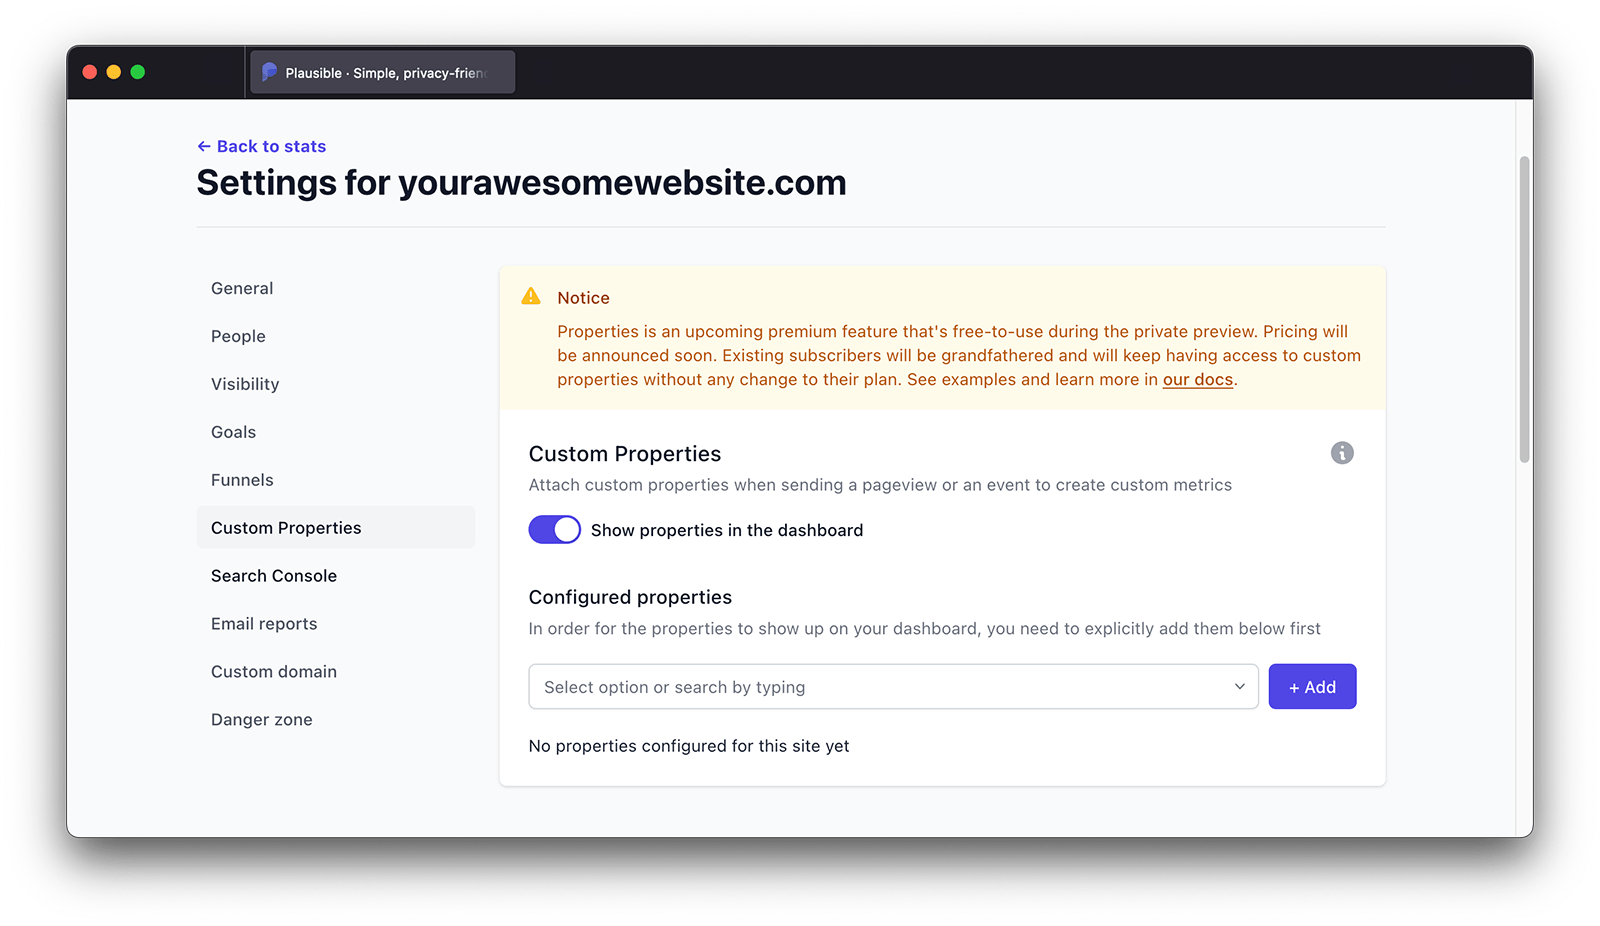 Plausible · Simple, privacy-frien
← Back to stats
Settings for yourawesomewebsite.com
General
People
Visibility
Goals
Funnels
Custom Properties
Search Console
Email reports
Custom domain
Danger zone
Notice
Properties is an upcoming premium feature that's free-to-use during the private preview. Pricing will
be announced soon. Existing subscribers will be grandfathered and will keep having access to custom
properties without any change to their plan. See examples and learn more in our docs.
Custom Properties
Attach custom properties when sending a pageview or an event to create custom metrics
Show properties in the dashboard
Configured properties
In order for the properties to show up on your dashboard, you need to explicitly add them below first
Select option or search by typing
+ Add
No properties configured for this site yet